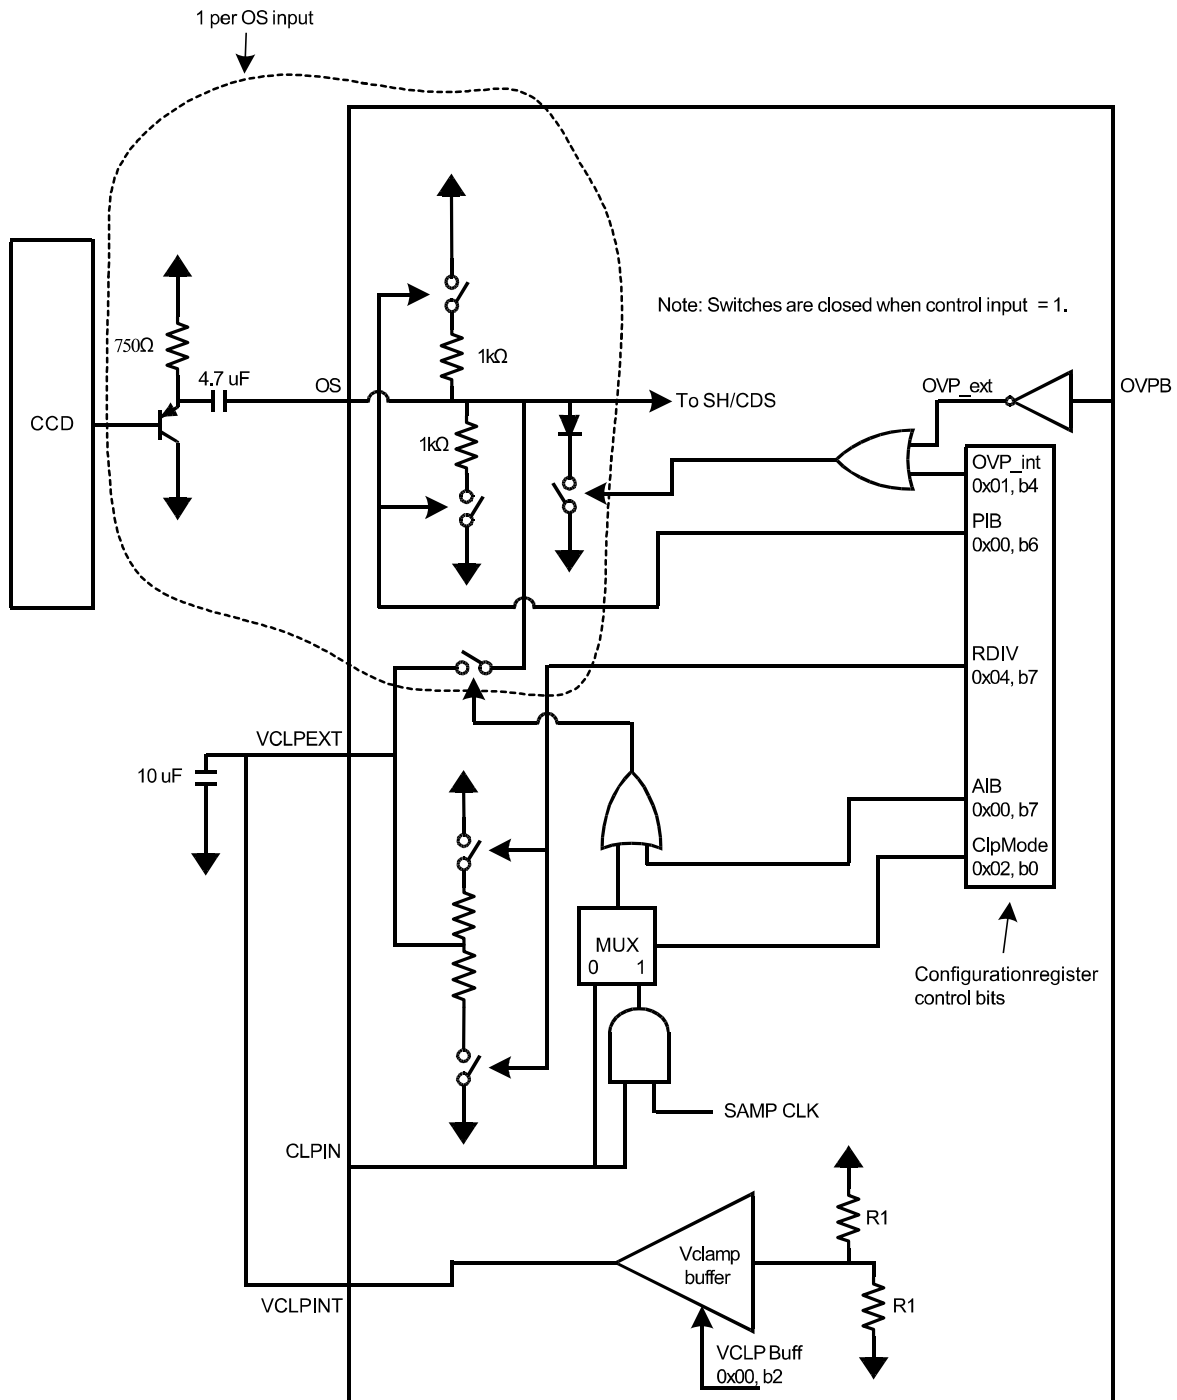 1 per OS input
Note: Switches are closed when control input = 1.
750Ω
4.7 uF
OS
1kΩ
To SH/CDS
OVP_ext
OVPB
CCD
1kΩ
OVP_int
0x01, b4
PIB
0x00, b6
RDIV
0x04, b7
VCLPEXT
10 uF
AIB
0x00, b7
ClpMode
0x02, b0
MUX
0 1
Configurationregister
control bits
SAMP CLK
CLPIN
R1
Vclamp
buffer
R1
VCLPINT
VCLP Buff
0x00, b2